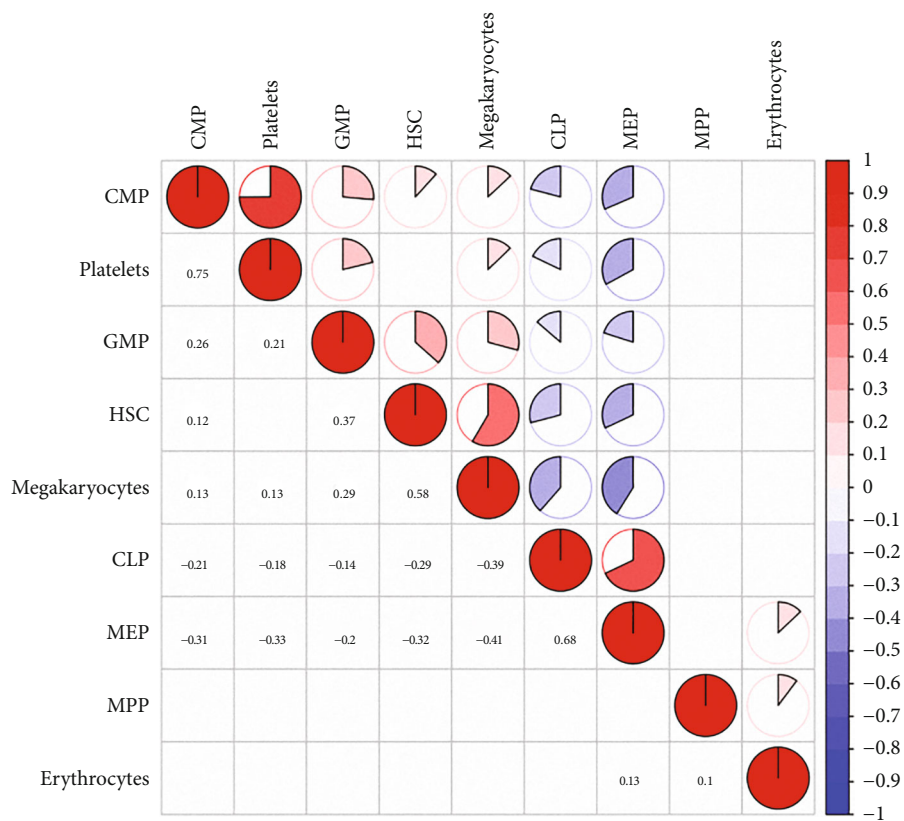 CMP Platelets GMP HSC Megakaryocytes CLP MEP MPP Erythrocytes
CMP
Platelets 0.75
GMP 0.26 0.21
HSC 0.12 0.37
Megakaryocytes 0.13 0.13 0.29 0.58
CLP −0.21 −0.18 −0.14 −0.29 −0.39
MEP −0.31 −0.33 −0.2 −0.32 −0.41 0.68
MPP
Erythrocytes 0.13 0.1
1
0.9
0.8
0.7
0.6
0.5
0.4
0.3
0.2
0.1
0
−0.1
−0.2
−0.3
−0.4
−0.5
−0.6
−0.7
−0.8
−0.9
−1